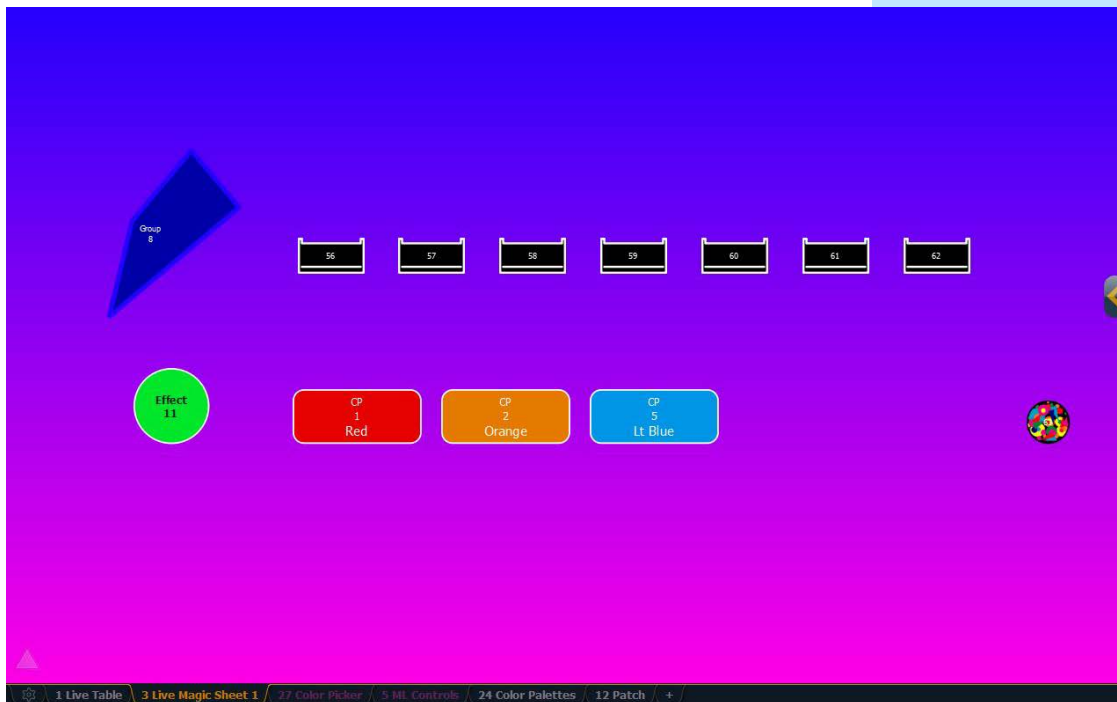 Group
8
56 57 58 59 60 61 62
Effect
11
CP
1
Red
CP
2
Orange
CP
5
Lt Blue
1 Live Table 3 Live Magic Sheet 1 27 Color Picker 5 ML Controls 24 Color Palettes 12 Patch +